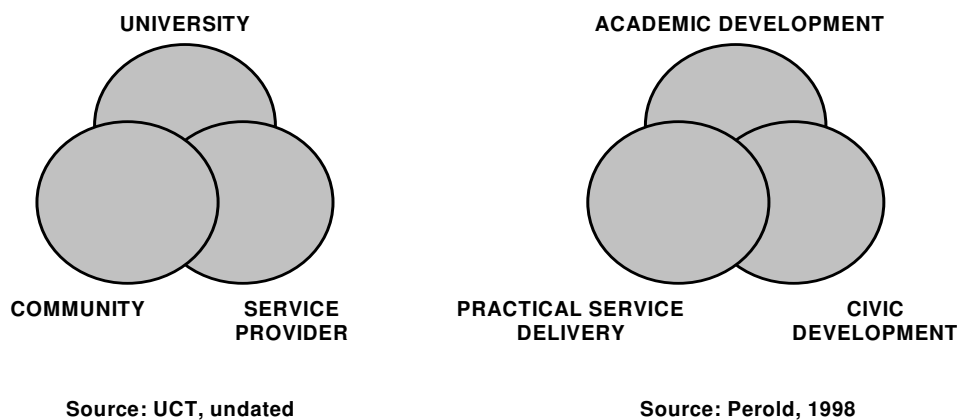 UNIVERSITY
COMMUNITY
SERVICE
PROVIDER
Source: UCT, undated
ACADEMIC DEVELOPMENT
PRACTICAL SERVICE
DELIVERY
CIVIC
DEVELOPMENT
Source: Perold, 1998